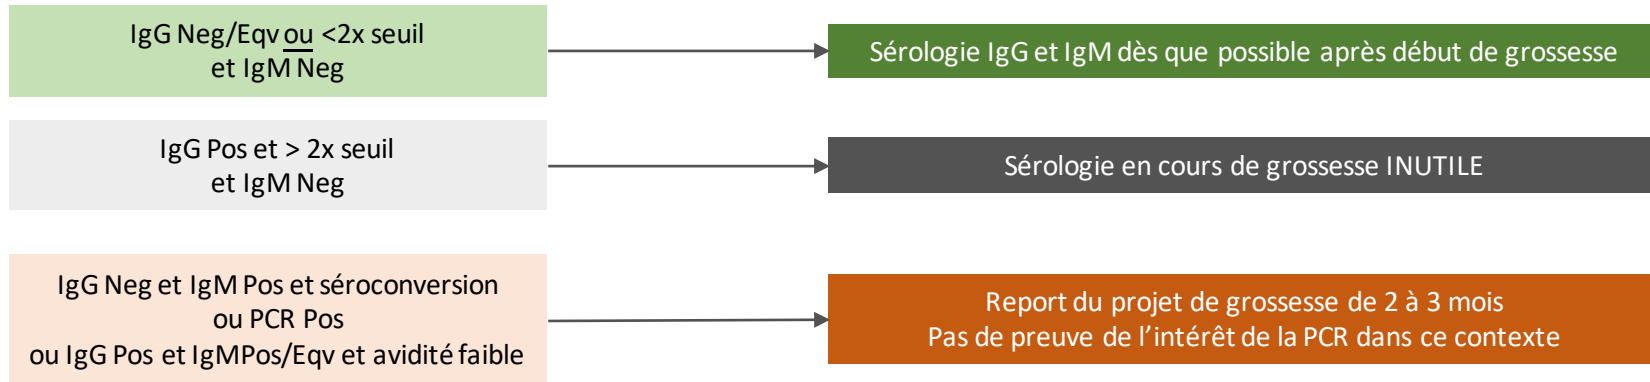 IgG Neg/Eqv ou <2x seuil
et IgM Neg
Sérologie IgG et IgM dès que possible après début de grossesse
IgG Pos et > 2x seuil
et IgM Neg
Sérologie en cours de grossesse INUTILE
IgG Neg et IgM Pos et séroconversion
ou PCR Pos
ou IgG Pos et IgMPos/Eqv et avidité faible
Report du projet de grossesse de 2 à 3 mois
Pas de preuve de l’intérêt de la PCR dans ce contexte